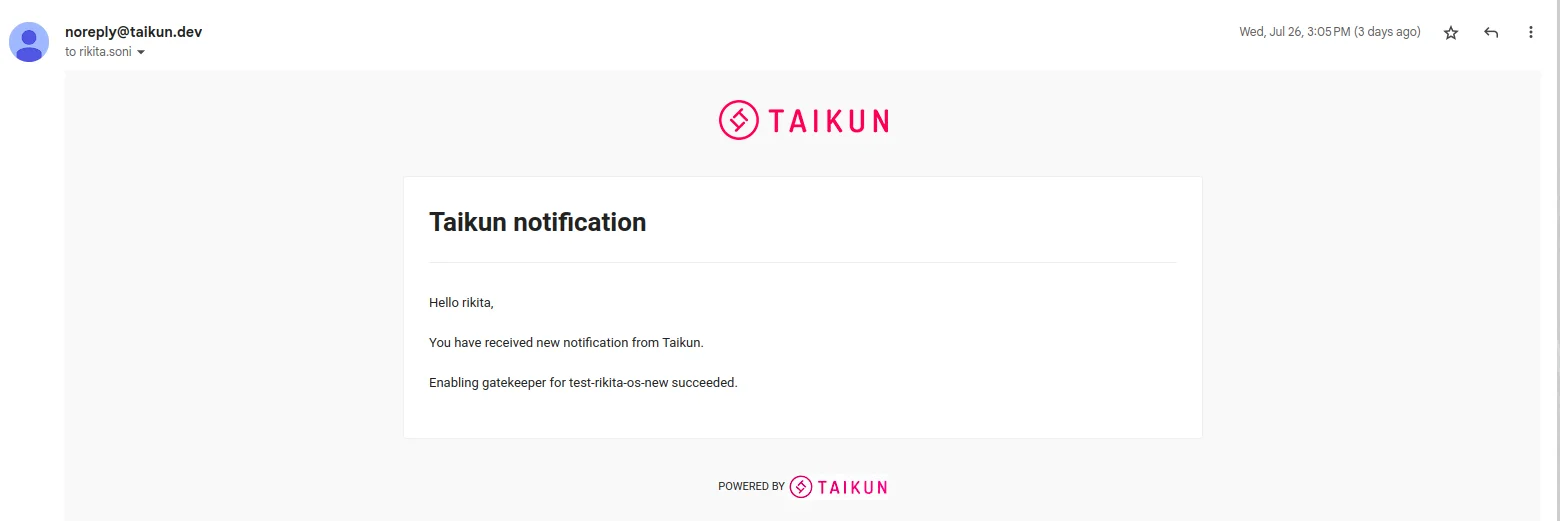 noreply@taikun.dev
Wed, Jul 26, 3:05 PM (3 days ago)
to rikita.soni
TAIKUN
Taikun notification
Hello rikita,
You have received new notification from Taikun.
Enabling gatekeeper for test-rikita-os-new succeeded.
POWERED BY TAIKUN